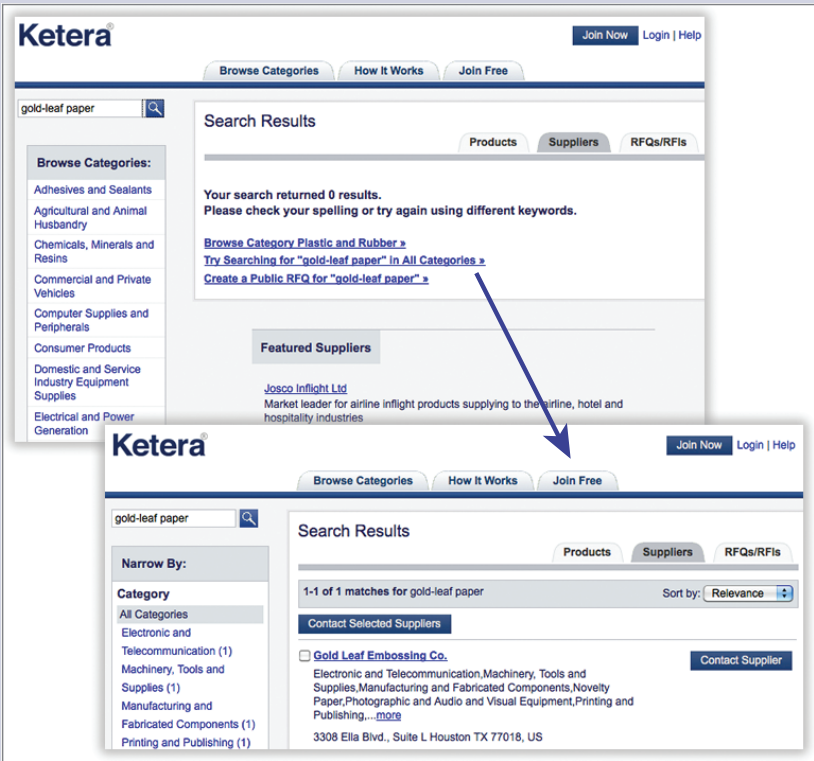 Ketera®
Join Now Login | Help
Browse Categories How It Works Join Free
gold-leaf paper
Browse Categories:
Adhesives and Sealants
Agricultural and Animal
Husbandry
Chemicals, Minerals and
Resins
Commercial and Private
Vehicles
Computer Supplies and
Peripherals
Consumer Products
Domestic and Service
Industry Equipment
Supplies
Electrical and Power
Generation
Search Results
Products Suppliers RFQs/RFIs
Your search returned 0 results.
Please check your spelling or try again using different keywords.
Browse Category Plastic and Rubber »
Try Searching for "gold-leaf paper" in All Categories »
Create a Public RFQ for "gold-leaf paper" »
Featured Suppliers
Josco Inflight Ltd
Market leader for airline inflight products supplying to the airline, hotel and
hospitality industries
Ketera®
Join Now Login | Help
Browse Categories How It Works Join Free
gold-leaf paper
Narrow By:
Category
All Categories
Electronic and
Telecommunication (1)
Machinery, Tools and
Supplies (1)
Manufacturing and
Fabricated Components (1)
Printing and Publishing (1)
Search Results
Products Suppliers RFQs/RFIs
1-1 of 1 matches for gold-leaf paper
Sort by: Relevance
Contact Selected Suppliers
Gold Leaf Embossing Co.
Contact Supplier
Electronic and Telecommunication,Machinery, Tools and
Supplies,Manufacturing and Fabricated Components,Novelty
Paper,Photographic and Audio and Visual Equipment,Printing and
Publishing,...more
3308 Ella Blvd., Suite L Houston TX 77018, US